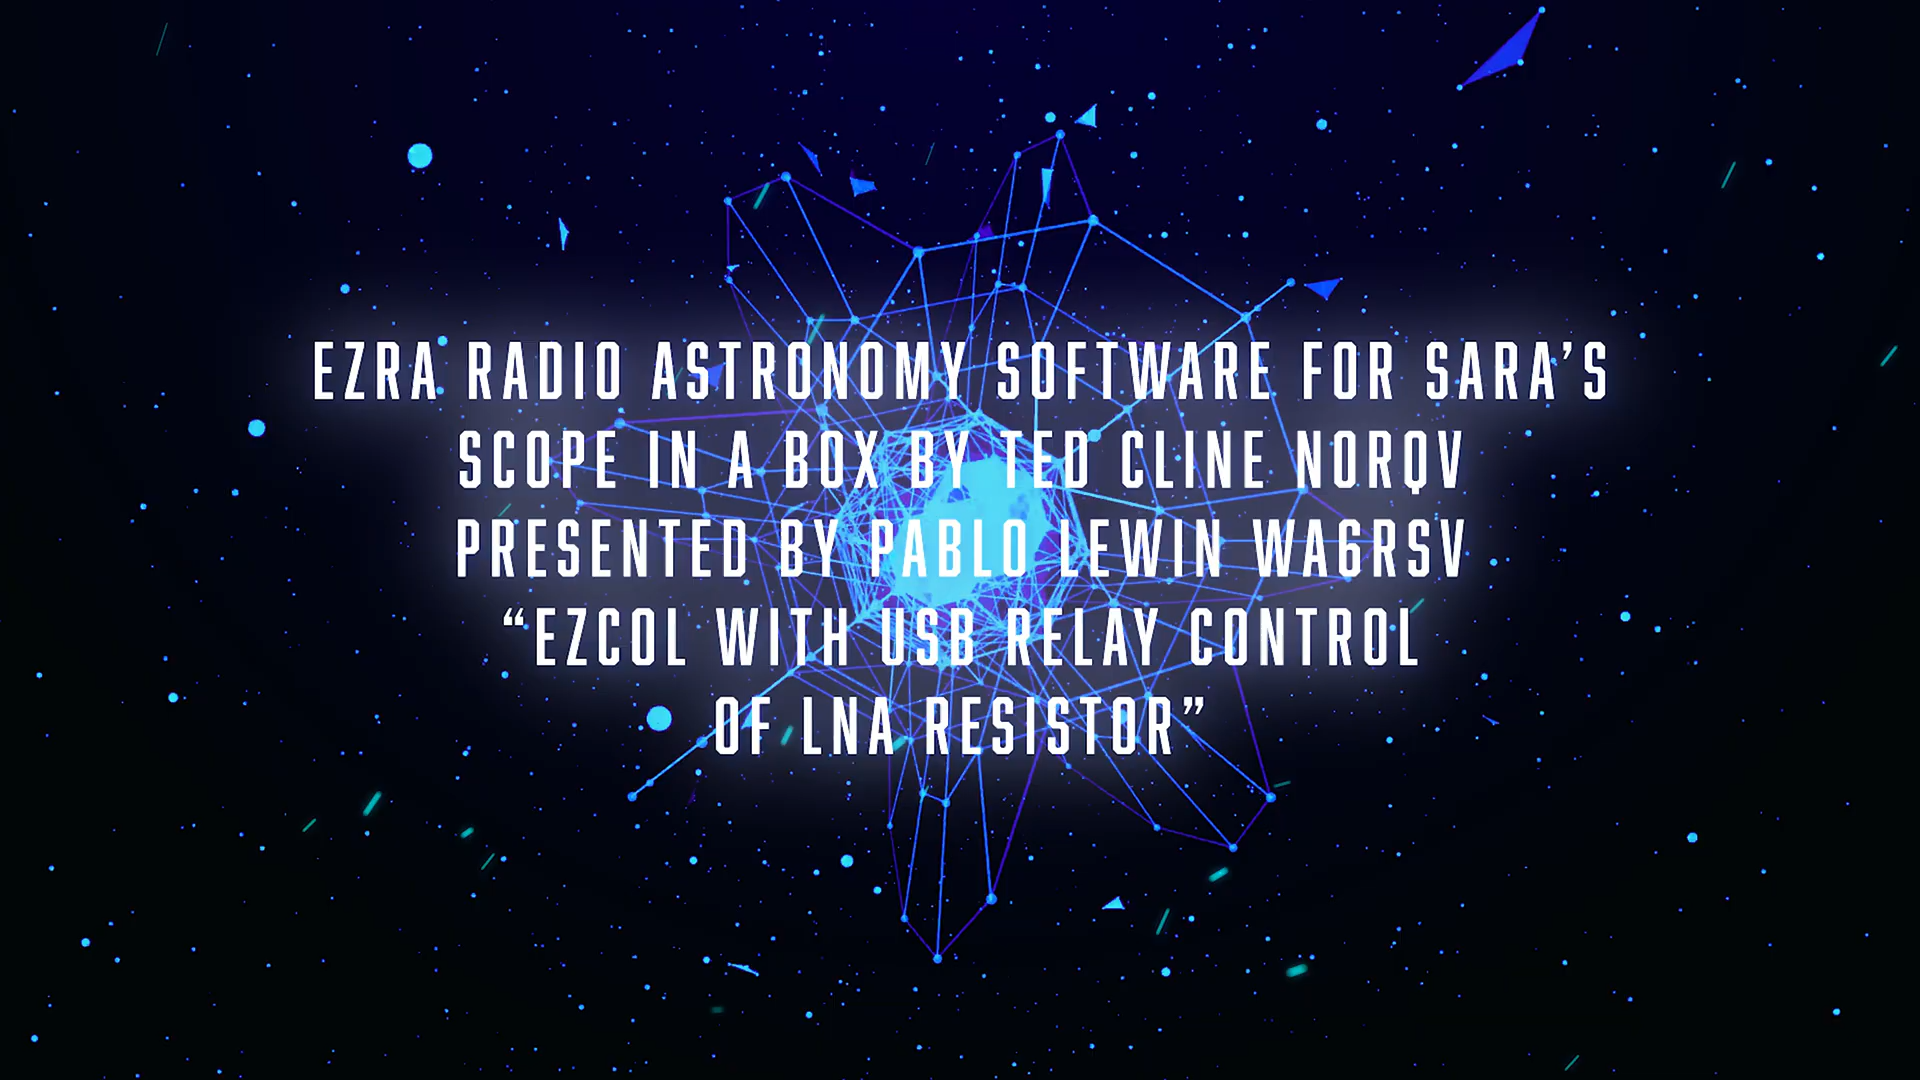 EZRA RADIO ASTRONOMY SOFTWARE FOR SARA’S
SCOPE IN A BOX BY TED CLINE NORQV
PRESENTED BY PABLO LEWIN WA6RSV
“EZCOL WITH USB RELAY CONTROL
OF LNA RESISTOR”